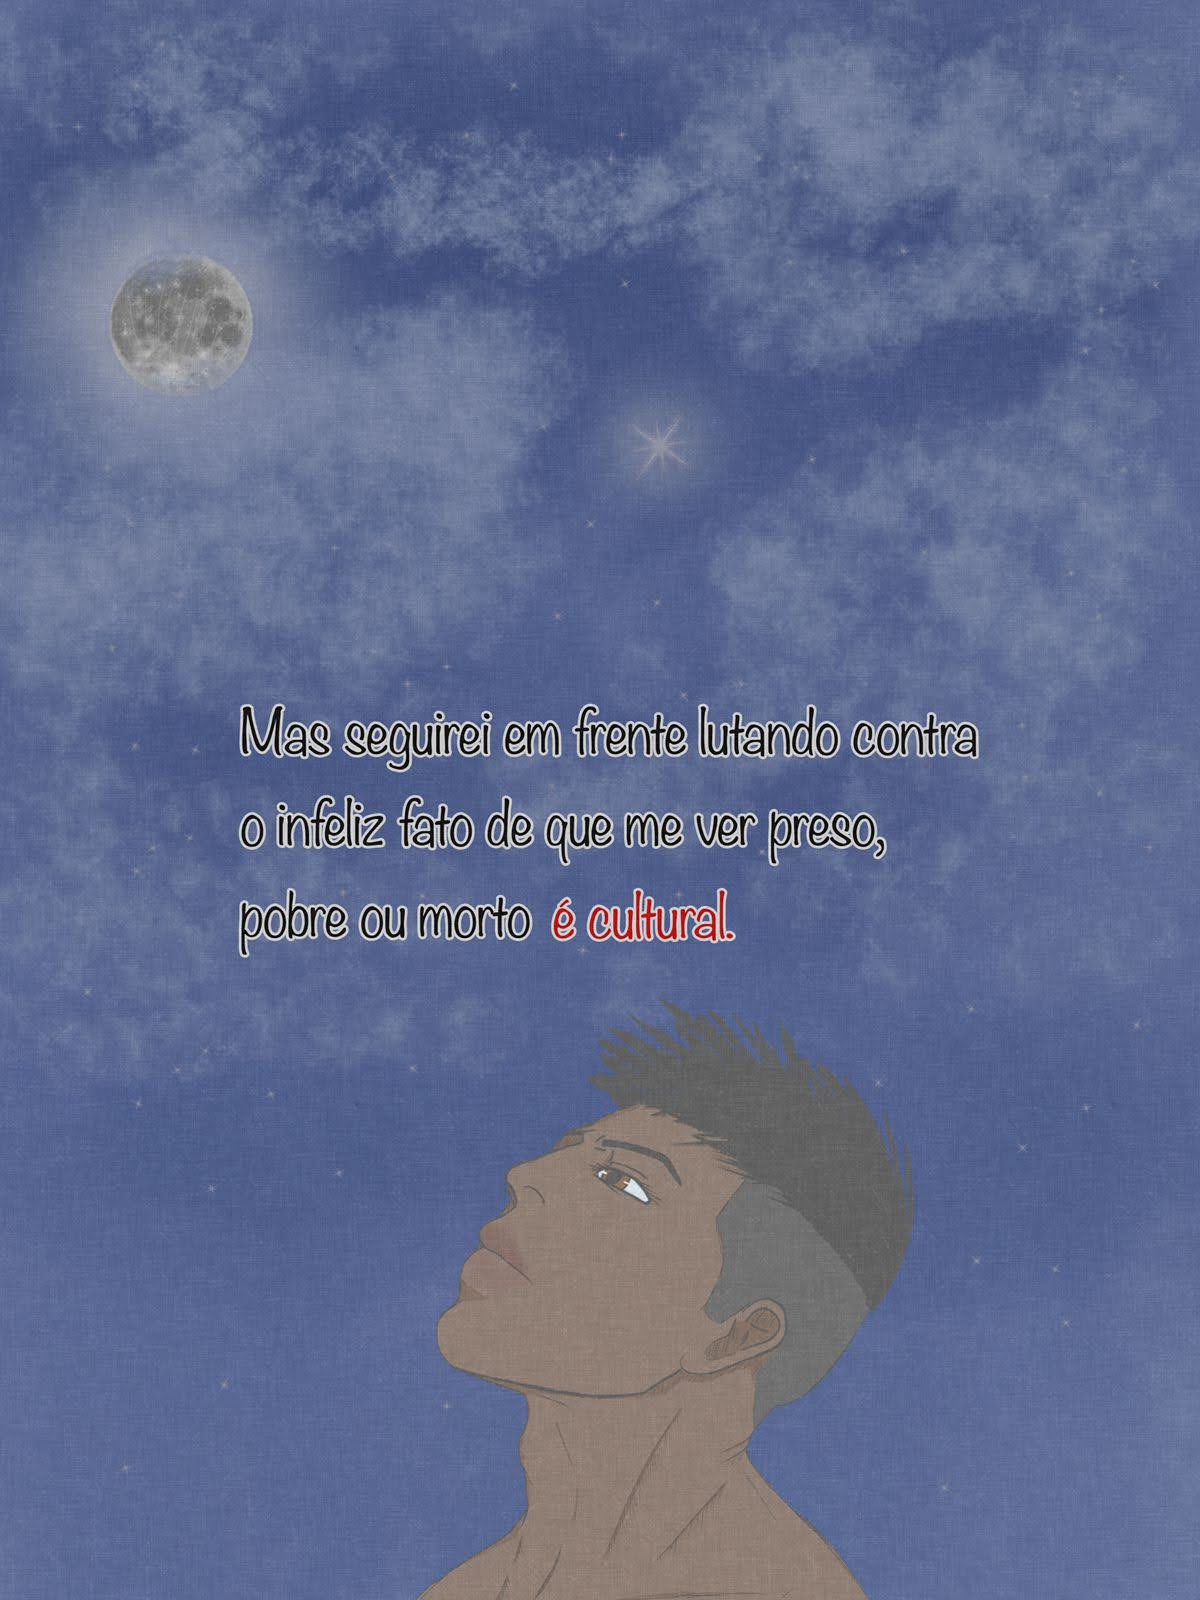 Mas seguirei em frente lutando contra
o infeliz fato de que me ver preso,
pobre ou morto é cultural.